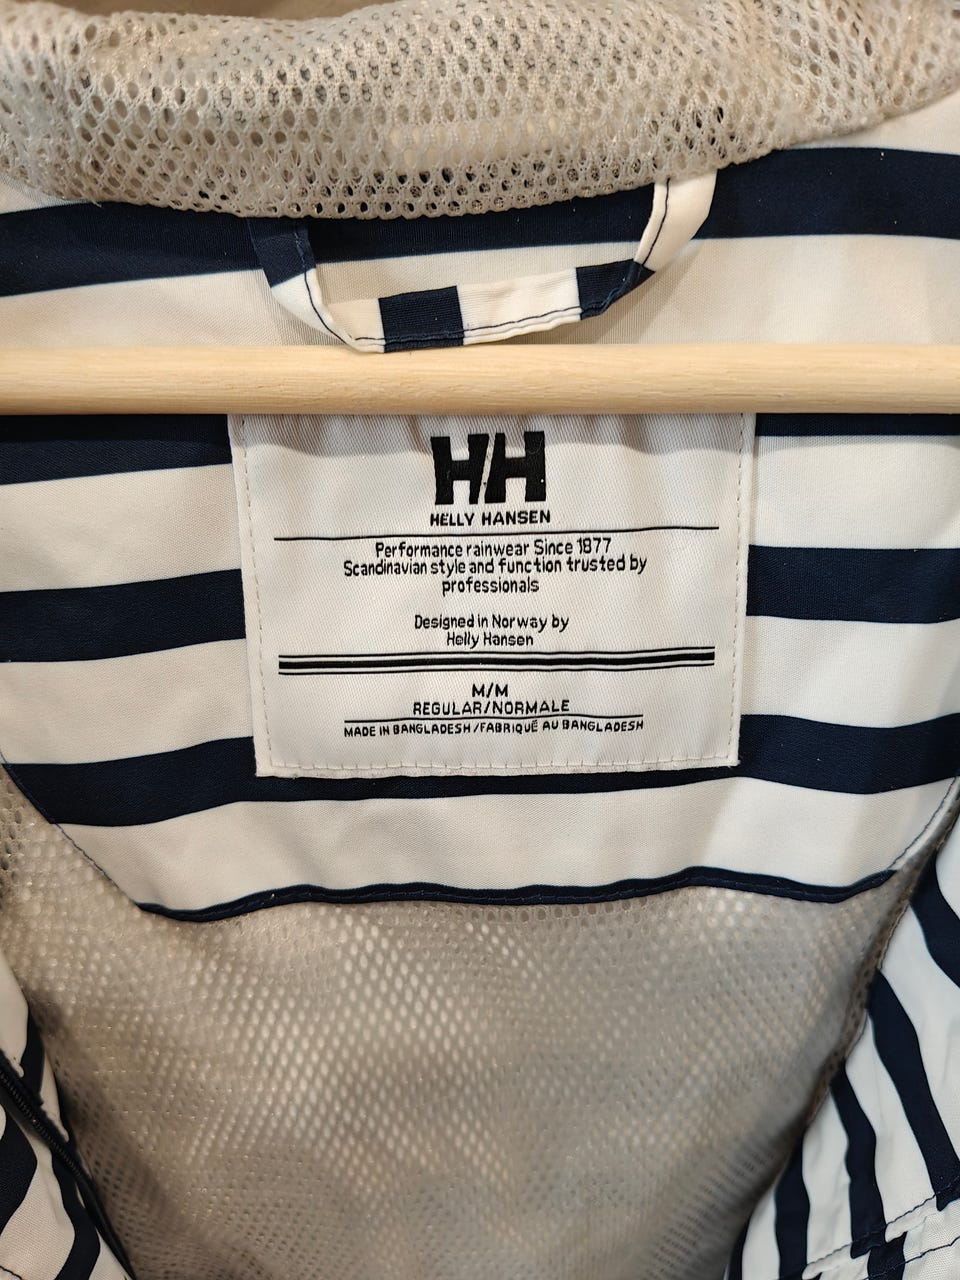 HH
HELLY HANSEN
Performance rainwear Since 1877
Scandinavian style and function trusted by
professionals
Designed in Norway by
Helly Hansen
M/M
REGULAR/NORMALE
MADE IN BANGLADESH/FABRIQUÉ AU BANGLADESH